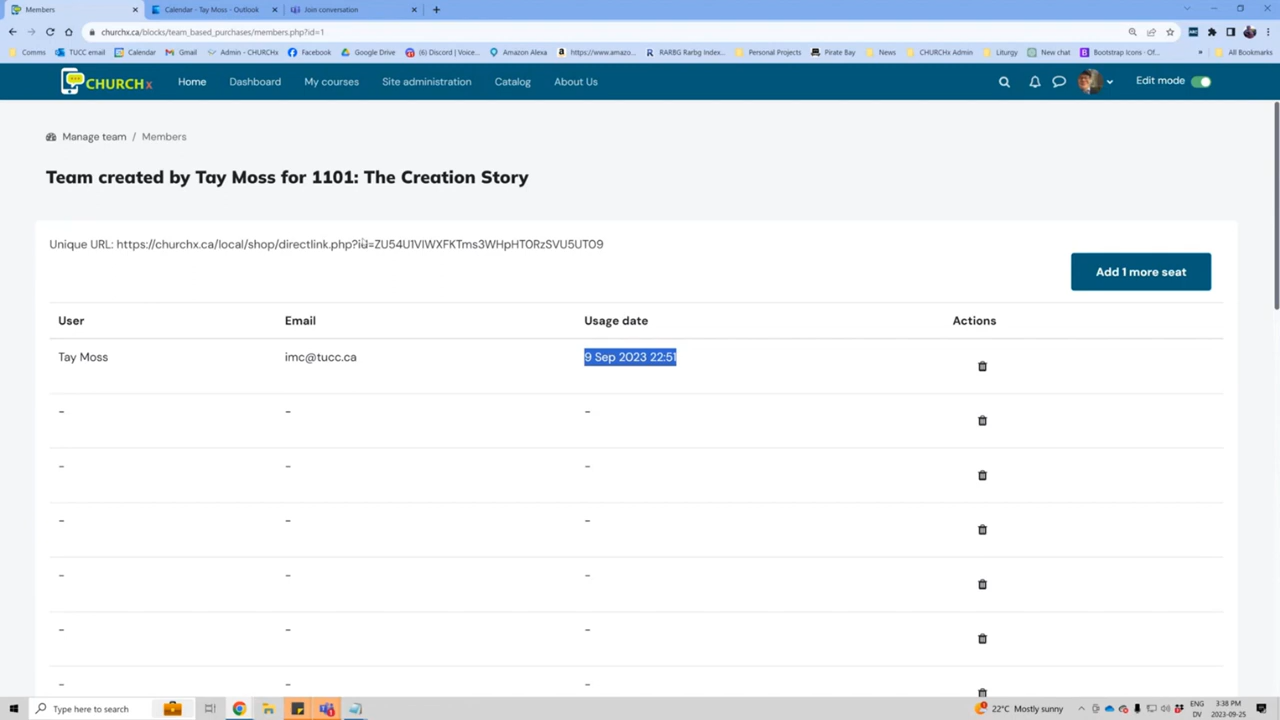 Members
Calendar - Tay Moss - Outlook
Join conversation
churchx.ca/blocks/team_based_purchases/members.php?id=1
Comms
TUCC email
Calendar
Gmail
Admin - CHURCHx
Facebook
Google Drive
(6) Discord | Voice...
Amazon Alexa
https://www.amazo...
RARBG Rarbg Index...
Personal Projects
Pirate Bay
News
CHURCHx Admin
Liturgy
New chat
Bootstrap Icons · Of...
»
All Bookmarks
CHURCHx
Home
Dashboard
My courses
Site administration
Catalog
About Us
Edit mode
Manage team / Members
Team created by Tay Moss for 1101: The Creation Story
Unique URL: https://churchx.ca/local/shop/directlink.php?id=ZU54U1VIWXFKTms3WHpHT0RzSVU5UT09
Add 1 more seat
User Email Usage date Actions
Tay Moss imc@tucc.ca 9 Sep 2023 22:51
- - -
- - -
- - -
- - -
- - -
- - -
Type here to search
22°C Mostly sunny
ENG
DV
3:38 PM
2023-09-25